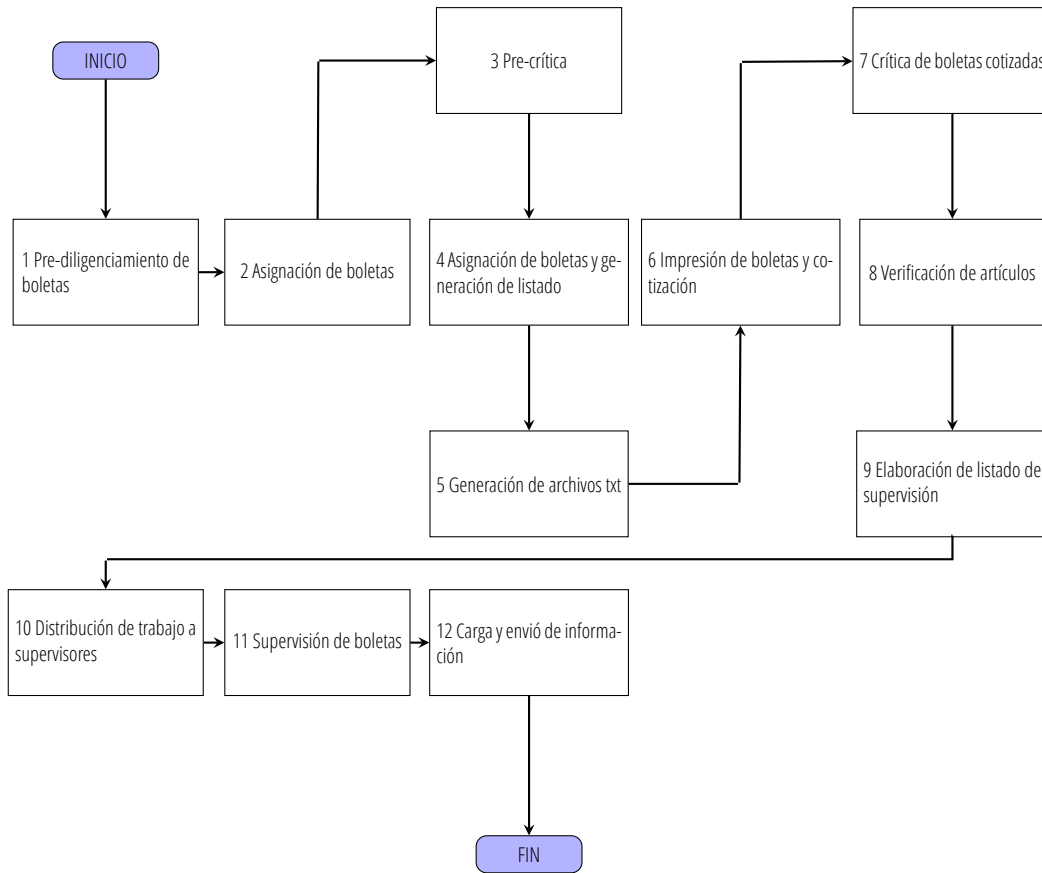 INICIO
1 Pre-diligenciamiento de
boletas
2 Asignación de boletas
3 Pre-crítica
4 Asignación de boletas y ge-
neración de listado
5 Generación de archivos txt
6 Impresión de boletas y co-
tización
7 Crítica de boletas cotizadas
8 Verificación de artículos
9 Elaboración de listado de
supervisión
10 Distribución de trabajo a
supervisores
11 Supervisión de boletas
12 Carga y envió de informa-
ción
FIN